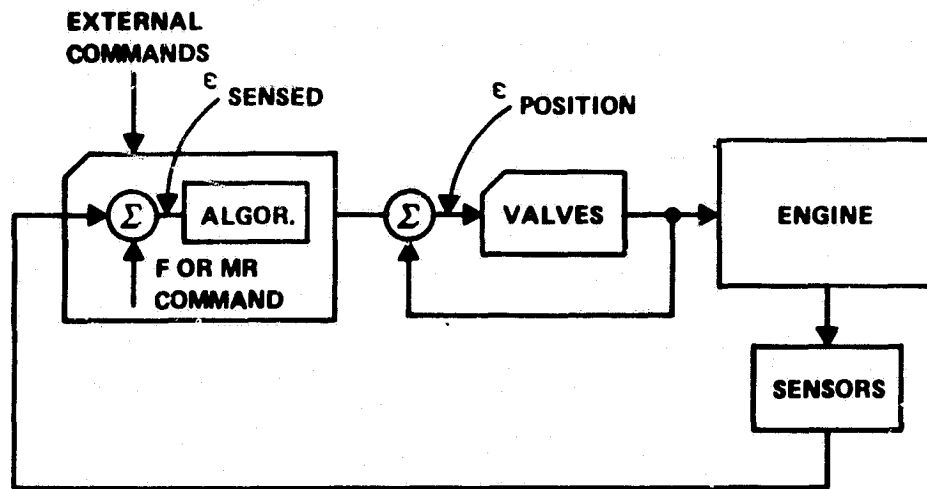 EXTERNAL
COMMANDS
ε SENSED
ε POSITION
Σ
ALGOR.
Σ
VALVES
ENGINE
F OR MR
COMMAND
SENSORS